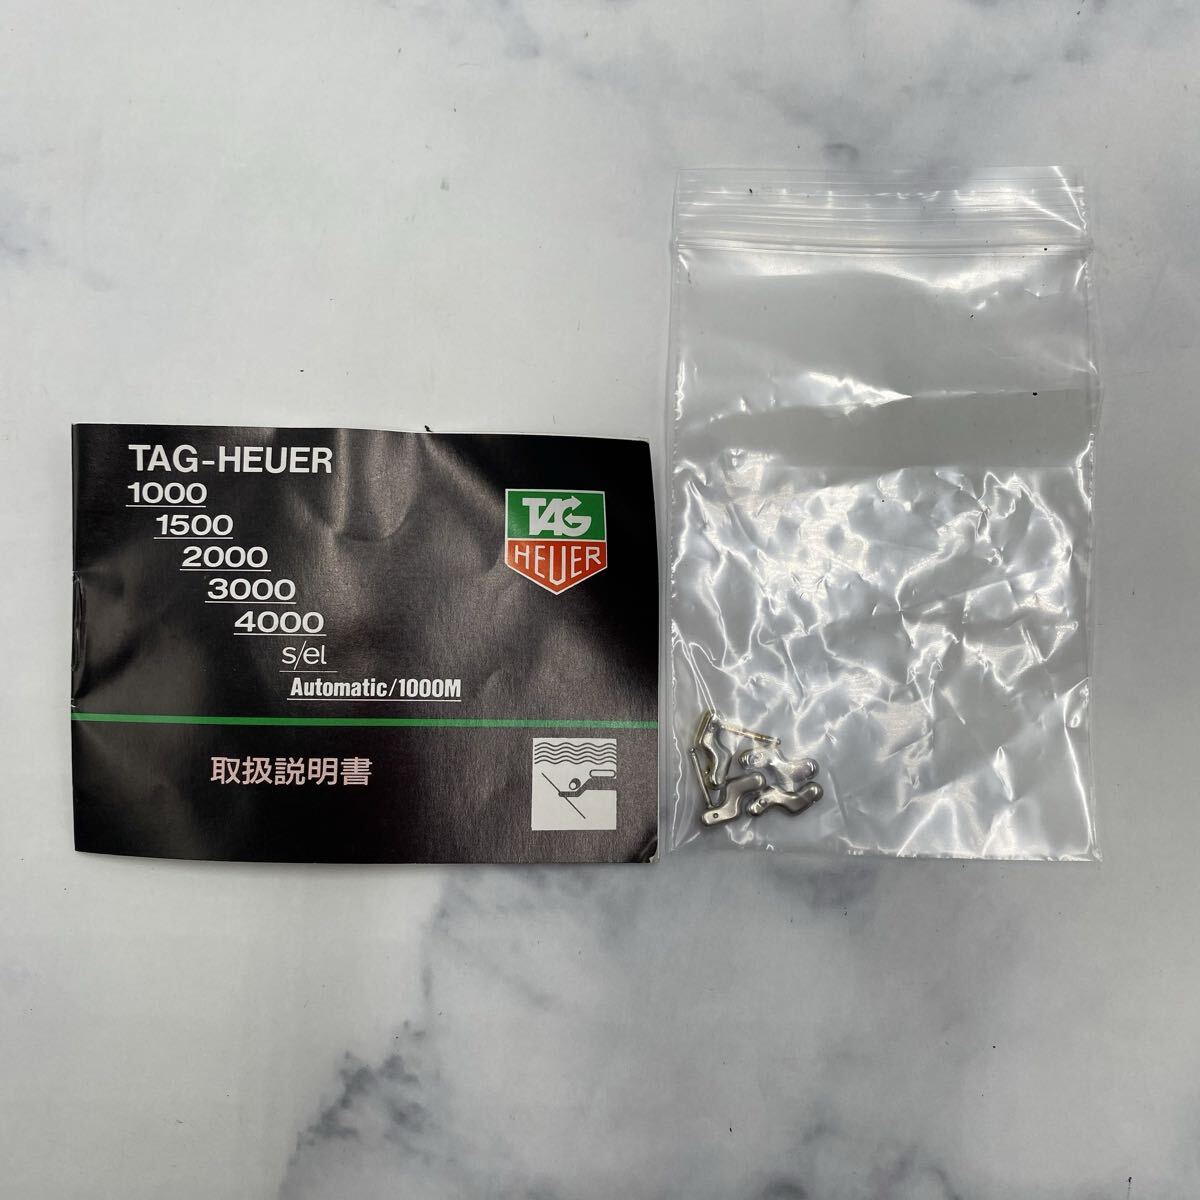 TAG-HEUER
1000
1500
2000
3000
4000
s/el
Automatic/1000M
TAG
HEUER
取扱説明書